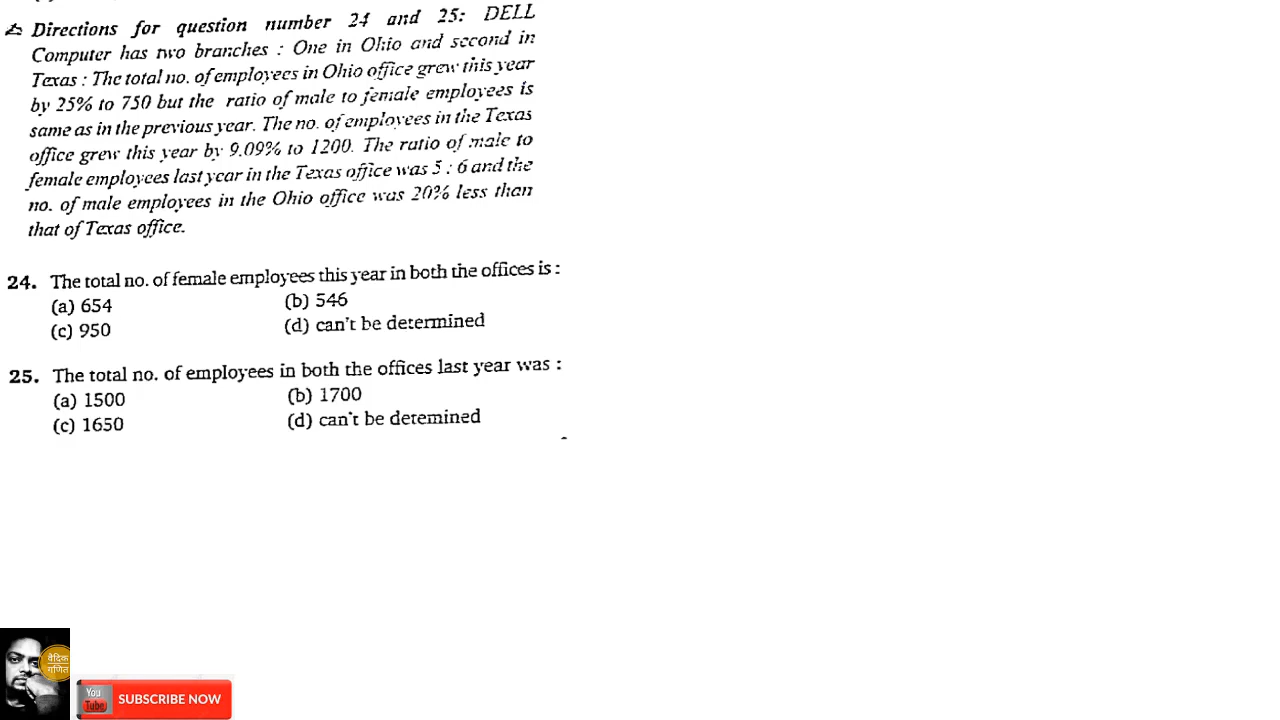 ✍ Directions for question number 24 and 25: DELL
Computer has two branches : One in Ohio and second in
Texas : The total no. of employees in Ohio office grew this year
by 25% to 750 but the ratio of male to female employees is
same as in the previous year. The no. of employees in the Texas
office grew this year by 9.09% to 1200. The ratio of male to
female employees last year in the Texas office was 5 : 6 and the
no. of male employees in the Ohio office was 20% less than
that of Texas office.
24. The total no. of female employees this year in both the offices is :
(a) 654 (b) 546
(c) 950 (d) can't be determined
25. The total no. of employees in both the offices last year was :
(a) 1500 (b) 1700
(c) 1650 (d) can't be detemined
वैदिक
गणित
You
Tube
SUBSCRIBE NOW